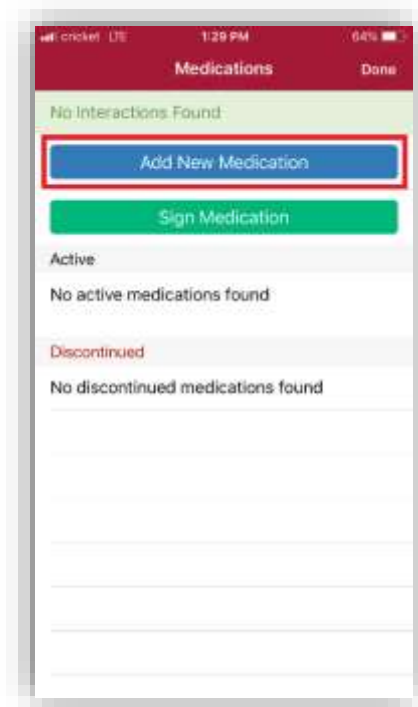 cricket LTE 1:29 PM 64%
Medications Done
No Interactions Found
Add New Medication
Sign Medication
Active
No active medications found
Discontinued
No discontinued medications found